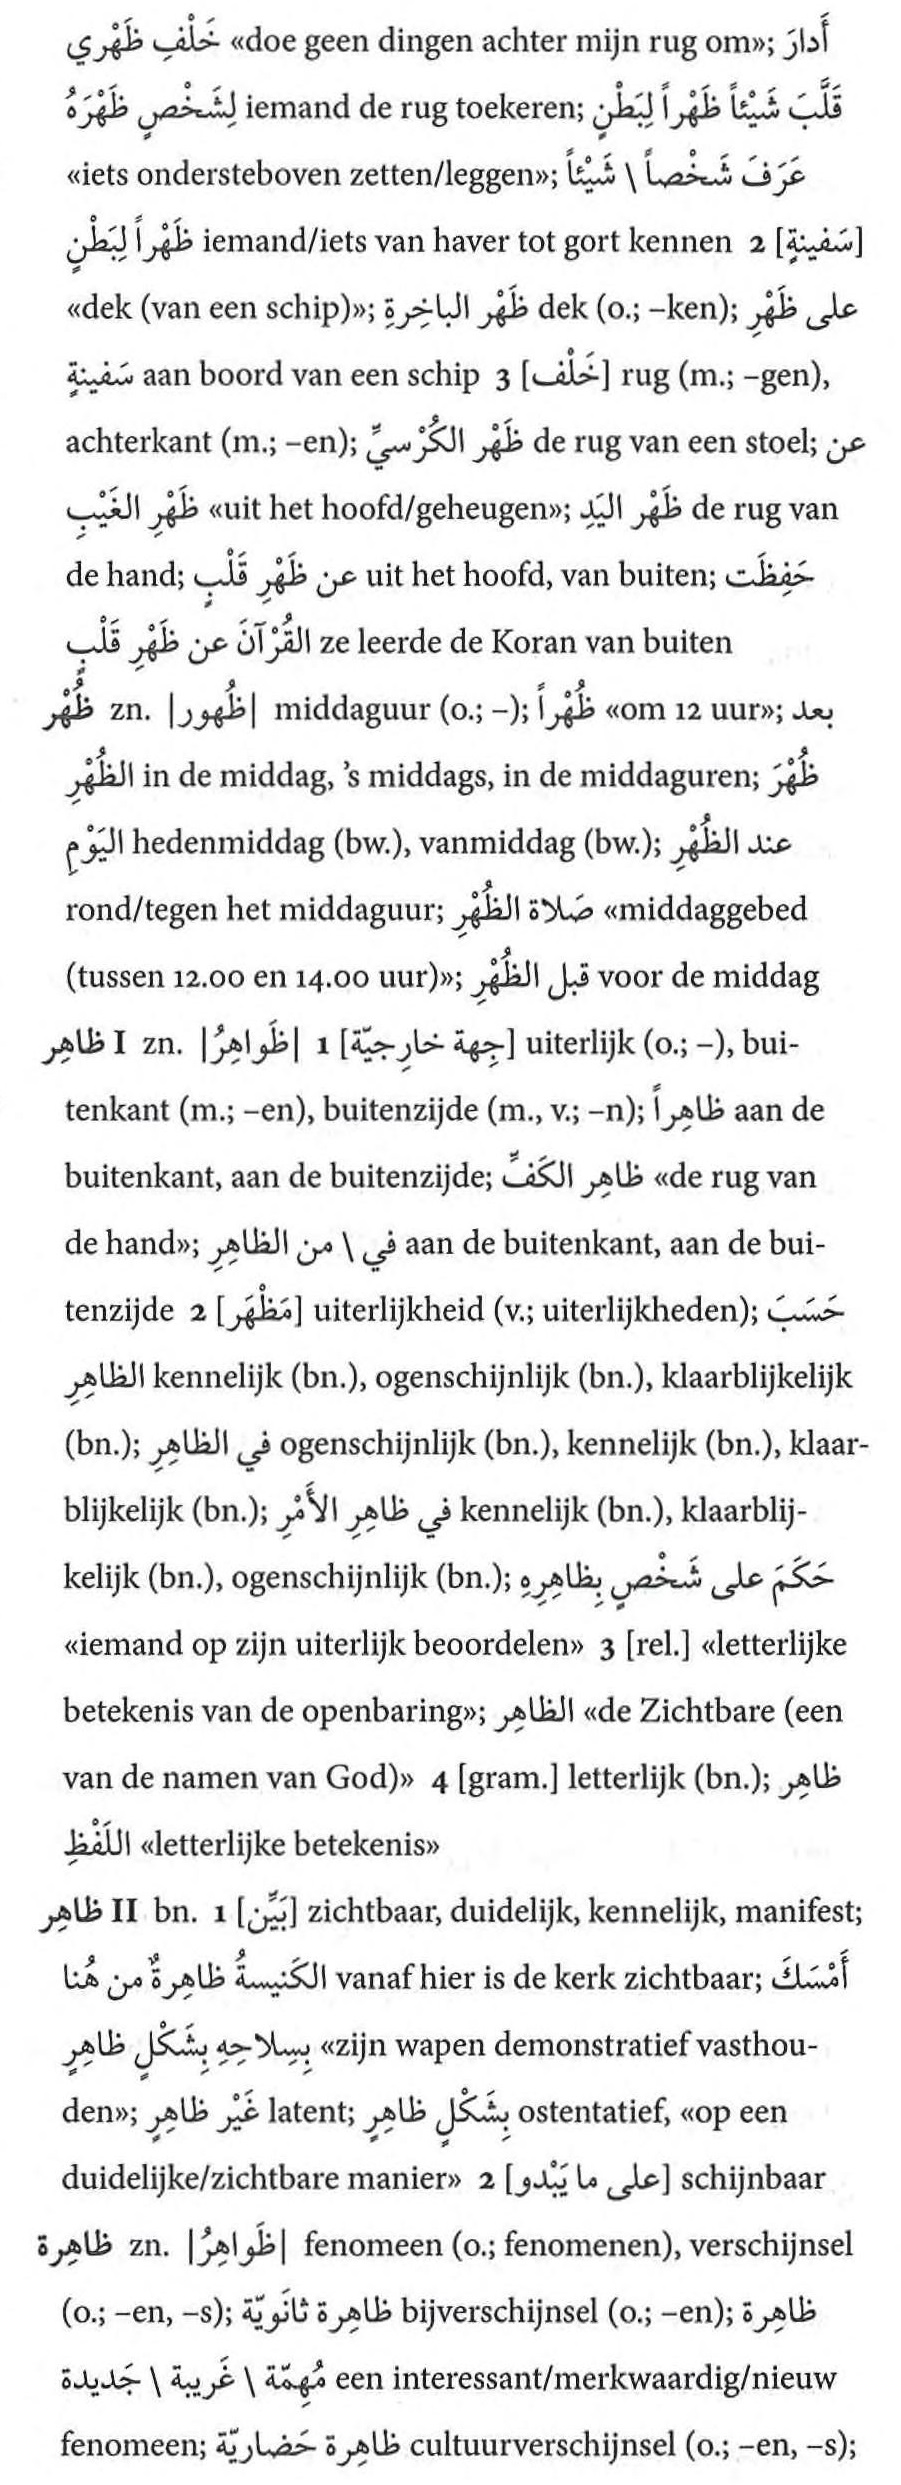 خَلْفِ ظَهْري «doe geen dingen achter mijn rug om»; أَدارَ
لِشَخْصٍ ظَهْرَهُ iemand de rug toekeren; قَلَّبَ شَيْئاً ظَهْراً لِبَطْنٍ
«iets ondersteboven zetten/leggen»; عَرَفَ شَخْصاً \ شَيْئاً
ظَهْراً لِبَطْنٍ iemand/iets van haver tot gort kennen 2 [سَفينةٍ]
«dek (van een schip)»; ظَهْر الباخِرةِ dek (o.; –ken); على ظَهْرِ
سَفينةٍ aan boord van een schip 3 [خَلْف] rug (m.; –gen),
achterkant (m.; –en); ظَهْر الكُرْسيِّ de rug van een stoel; عن
ظَهْرِ الغَيْبِ «uit het hoofd/geheugen»; ظَهْر اليَدِ de rug van
de hand; عن ظَهْرِ قَلْبٍ uit het hoofd, van buiten; حَفِظَت
القُرْآنَ عن ظَهْرِ قَلْبٍ ze leerde de Koran van buiten
ظُهْر zn. |ظُهور| middaguur (o.; –); ظُهْراً «om 12 uur»; بعد
الظُهْرِ in de middag, 's middags, in de middaguren; ظُهْرَ
اليَوْمِ hedenmiddag (bw.), vanmiddag (bw.); عند الظُهْرِ
rond/tegen het middaguur; صَلاة الظُهْرِ «middaggebed
(tussen 12.00 en 14.00 uur)»; قبل الظُهْرِ voor de middag
ظاهِر I zn. |ظَواهِرُ| 1 [جِهة خارِجيّة] uiterlijk (o.; –), bui-
tenkant (m.; –en), buitenzijde (m., v.; –n); ظاهِراً aan de
buitenkant, aan de buitenzijde; ظاهِر الكَفِّ «de rug van
de hand»; في \ من الظاهِرِ aan de buitenkant, aan de bui-
tenzijde 2 [مَظْهَر] uiterlijkheid (v.; uiterlijkheden); حَسَبَ
الظاهِرِ kennelijk (bn.), ogenschijnlijk (bn.), klaarblijkelijk
(bn.); في الظاهِرِ ogenschijnlijk (bn.), kennelijk (bn.), klaar-
blijkelijk (bn.); في ظاهِرِ الأَمْرِ kennelijk (bn.), klaarblij-
kelijk (bn.), ogenschijnlijk (bn.); حَكَمَ على شَخْصٍ بِظاهِرِهِ
«iemand op zijn uiterlijk beoordelen» 3 [rel.] «letterlijke
betekenis van de openbaring»; الظاهِر «de Zichtbare (een
van de namen van God)» 4 [gram.] letterlijk (bn.); ظاهِر
اللَفْظِ «letterlijke betekenis»
ظاهِر II bn. 1 [بَيِّن] zichtbaar, duidelijk, kennelijk, manifest;
الكَنيسةُ ظاهِرةٌ من هُنا vanaf hier is de kerk zichtbaar; أَمْسَكَ
بِسِلاحِهِ بِشَكْلٍ ظاهِرٍ «zijn wapen demonstratief vasthou-
den»; غَيْر ظاهِرٍ latent; بِشَكْلٍ ظاهِرٍ ostentatief, «op een
duidelijke/zichtbare manier» 2 [على ما يَبْدو] schijnbaar
ظاهِرة zn. |ظَواهِرُ| fenomeen (o.; fenomenen), verschijnsel
(o.; –en, –s); ظاهِرة ثانَويّة bijverschijnsel (o.; –en); ظاهِرة
مُهِمّة \ غَريبة \ جَديدة een interessant/merkwaardig/nieuw
fenomeen; ظاهِرة حَضاريّة cultuurverschijnsel (o.; –en, –s);